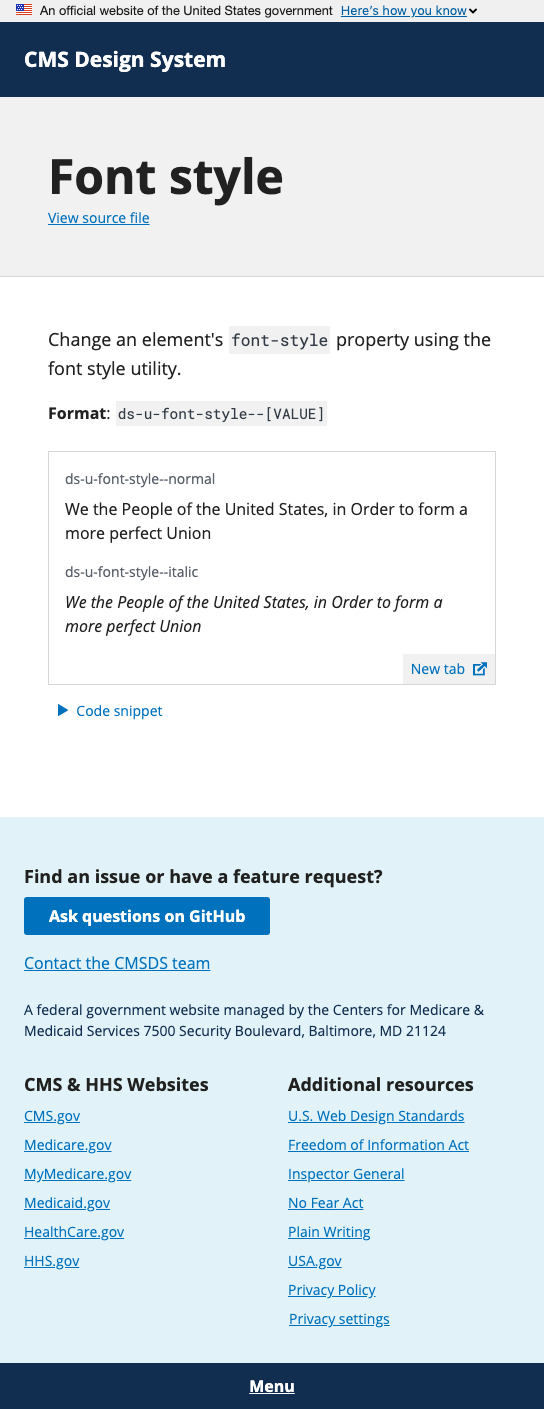 An official website of the United States government Here's how you know
CMS Design System
Font style
View source file
Change an element's font-style property using the
font style utility.
Format: ds-u-font-style--[VALUE]
ds-u-font-style--normal
We the People of the United States, in Order to form a
more perfect Union
ds-u-font-style--italic
We the People of the United States, in Order to form a
more perfect Union
New tab
Code snippet
Find an issue or have a feature request?
Ask questions on GitHub
Contact the CMSDS team
A federal government website managed by the Centers for Medicare &
Medicaid Services 7500 Security Boulevard, Baltimore, MD 21124
CMS & HHS Websites
CMS.gov
Medicare.gov
MyMedicare.gov
Medicaid.gov
HealthCare.gov
HHS.gov
Additional resources
U.S. Web Design Standards
Freedom of Information Act
Inspector General
No Fear Act
Plain Writing
USA.gov
Privacy Policy
Privacy settings
Menu